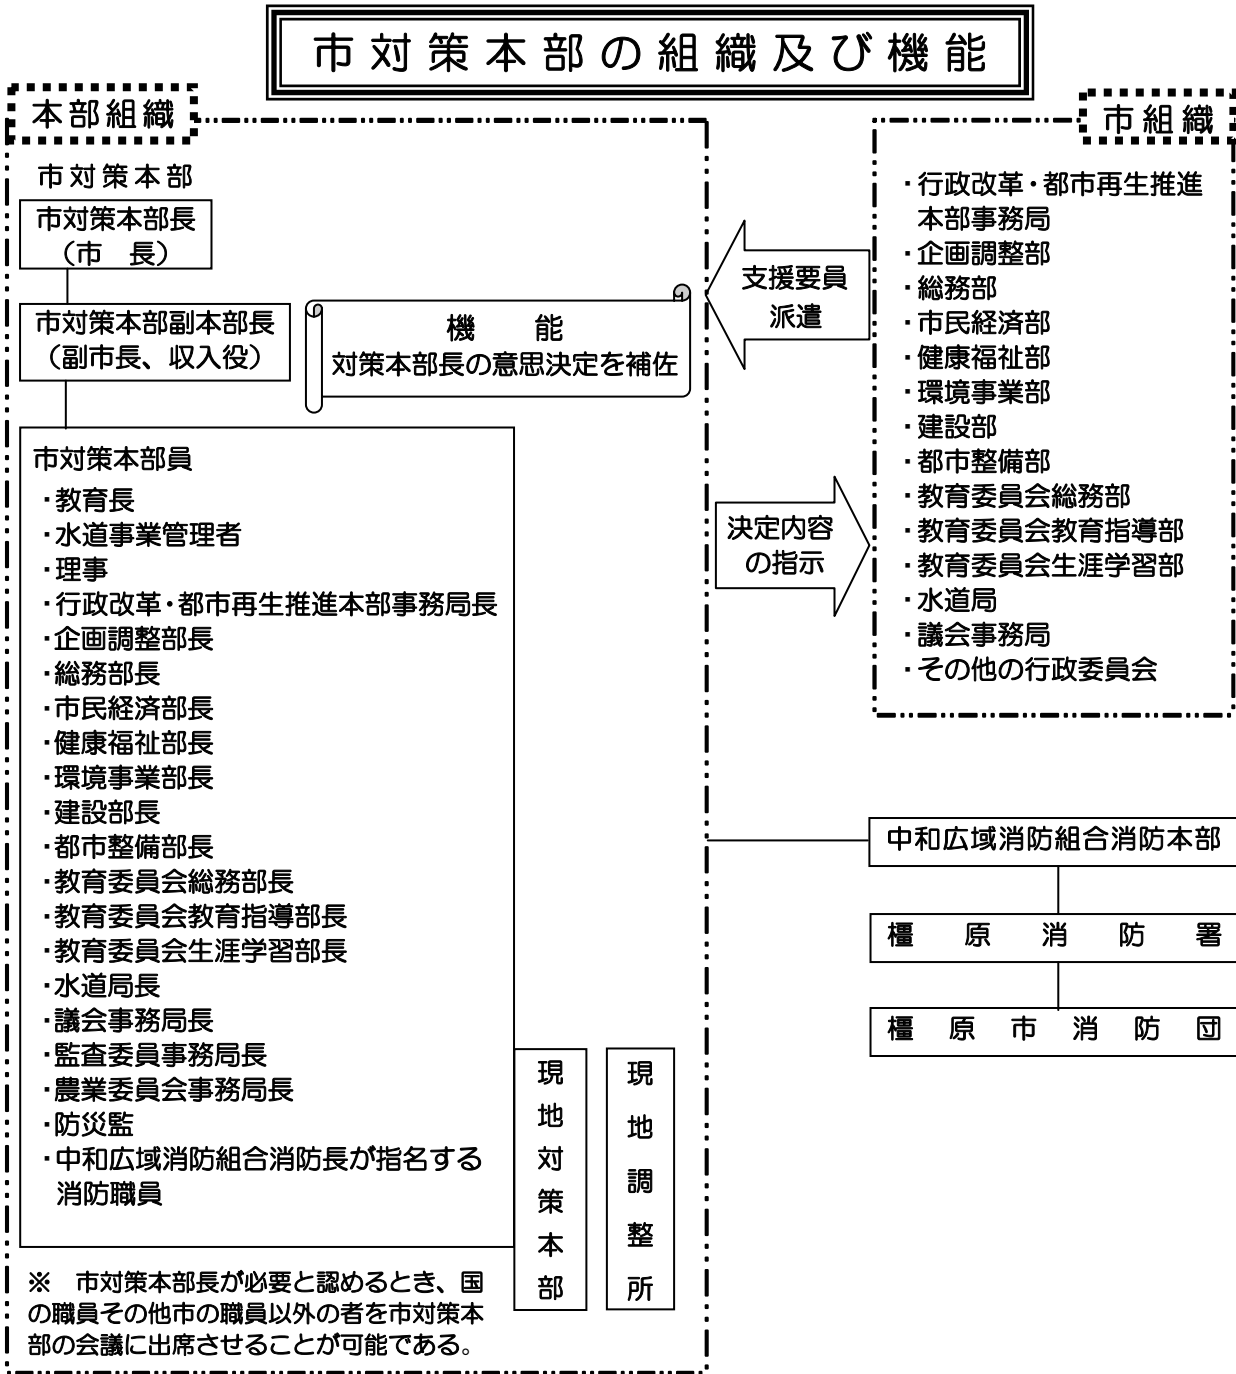 市対策本部の組織及び機能
本部組織
市対策本部
市対策本部長
（市　長）
市対策本部副本部長
（副市長、収入役）
機　能
対策本部長の意思決定を補佐
市対策本部員
・教育長
・水道事業管理者
・理事
・行政改革・都市再生推進本部事務局長
・企画調整部長
・総務部長
・市民経済部長
・健康福祉部長
・環境事業部長
・建設部長
・都市整備部長
・教育委員会総務部長
・教育委員会教育指導部長
・教育委員会生涯学習部長
・水道局長
・議会事務局長
・監査委員事務局長
・農業委員会事務局長
・防災監
・中和広域消防組合消防長が指名する
消防職員
現地対策本部
現地調整所
※　市対策本部長が必要と認めるとき、国
の職員その他市の職員以外の者を市対策本
部の会議に出席させることが可能である。
支援要員
派遣
決定内容
の指示
市組織
・行政改革・都市再生推進
本部事務局
・企画調整部
・総務部
・市民経済部
・健康福祉部
・環境事業部
・建設部
・都市整備部
・教育委員会総務部
・教育委員会教育指導部
・教育委員会生涯学習部
・水道局
・議会事務局
・その他の行政委員会
中和広域消防組合消防本部
橿原消防署
橿原市消防団